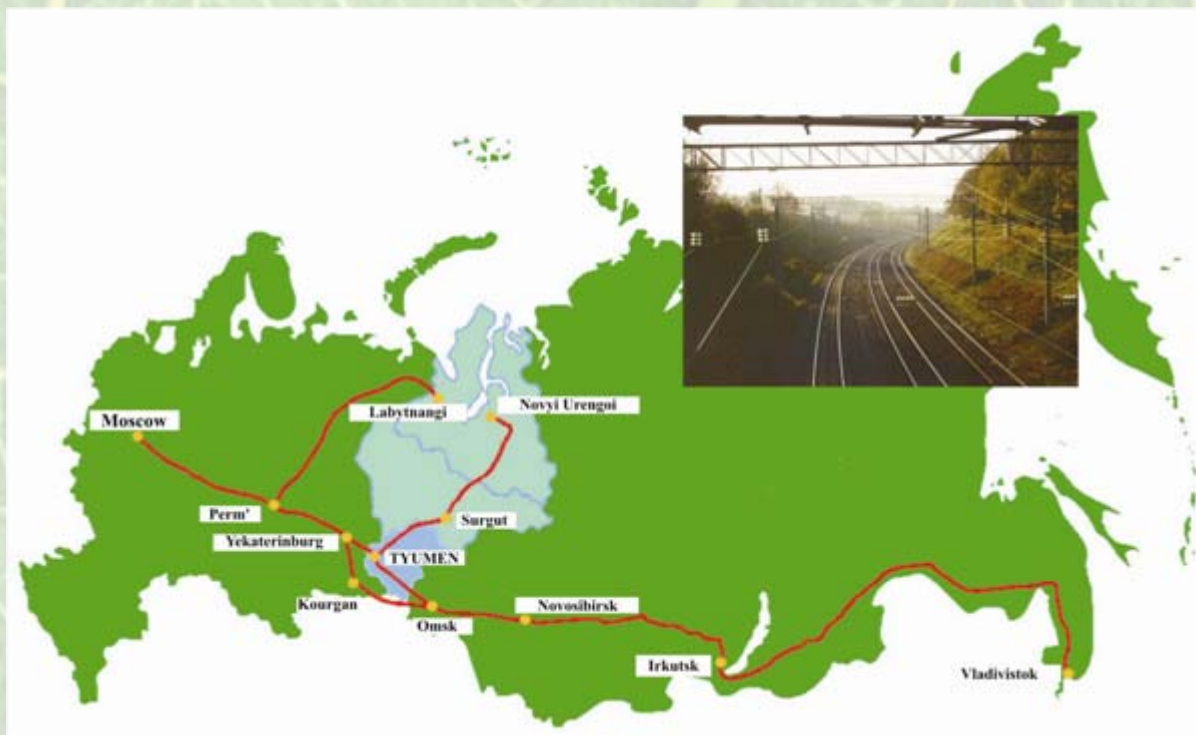 Labytnangi
Novyi Urengoi
Moscow
Perm'
Surgut
Yekaterinburg
TYUMEN
Kourgan
Omsk
Novosibirsk
Irkutsk
Vladivistok